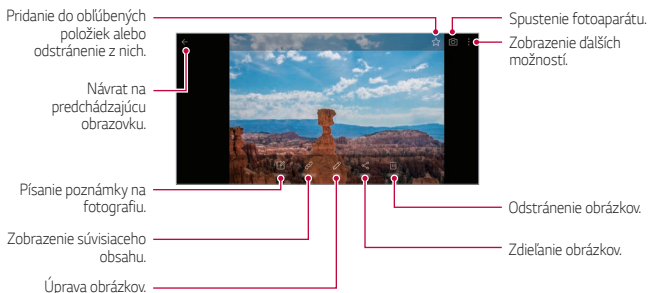 Pridanie do obľúbených
položiek alebo
odstránenie z nich.
Návrat na
predchádzajúcu
obrazovku.
Písanie poznámky na
fotografiu.
Zobrazenie súvisiaceho
obsahu.
Úprava obrázkov.
Spustenie fotoaparátu.
Zobrazenie ďalších
možností.
Odstránenie obrázkov.
Zdieľanie obrázkov.